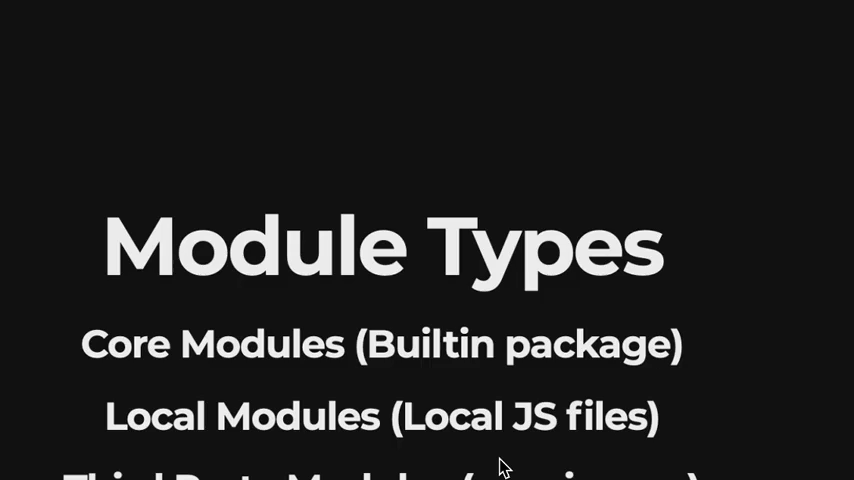 Module Types
Core Modules (Builtin package)
Local Modules (Local JS files)